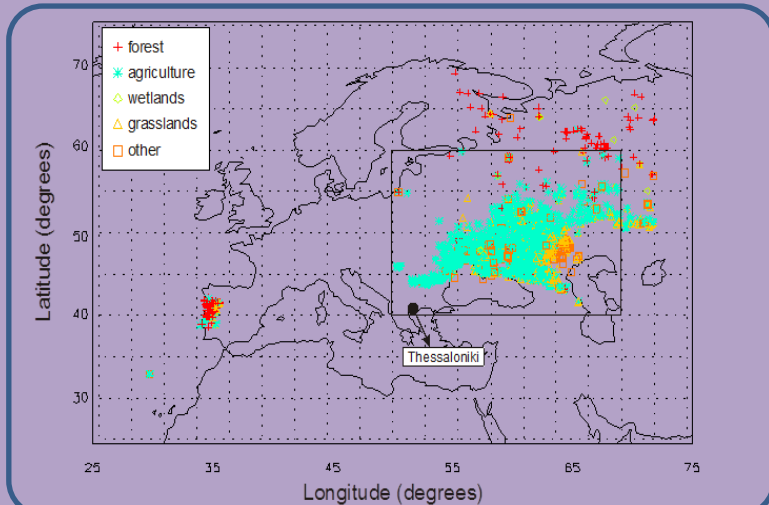 forest
agriculture
wetlands
grasslands
other
70
60
50
40
30
Latitude (degrees)
Thessaloniki
25 35 45 55 65 75
Longitude (degrees)